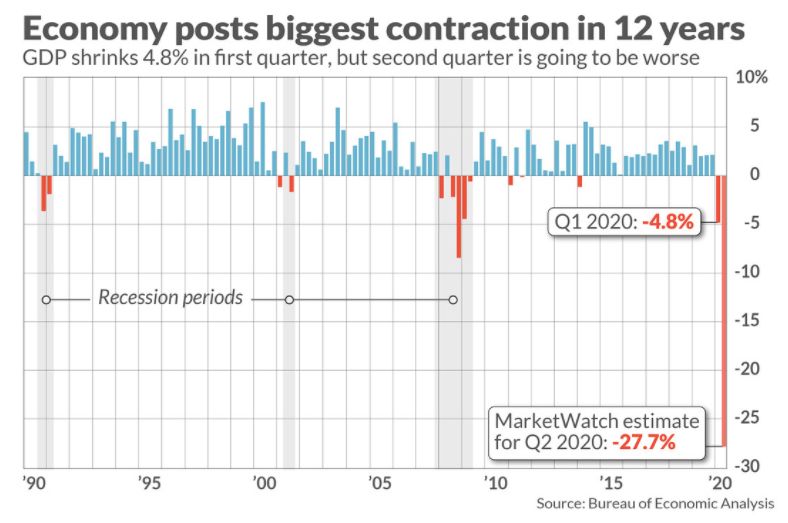 Economy posts biggest contraction in 12 years
GDP shrinks 4.8% in first quarter, but second quarter is going to be worse
10%
5
0
Q1 2020: -4.8%
-5
-10
Recession periods
-15
-20
MarketWatch estimate
for Q2 2020: -27.7%
-25
-30
'90 '95 '00 '05 '10 '15 '20
Source: Bureau of Economic Analysis